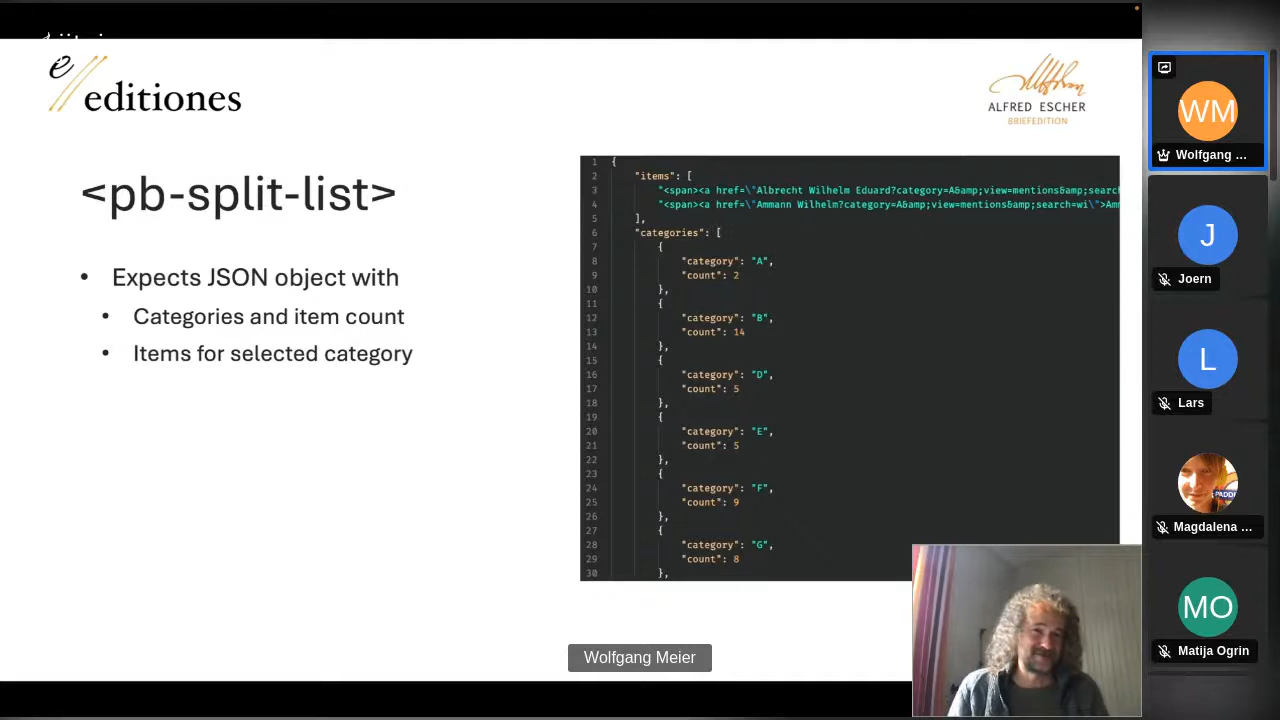 editiones
ALFRED ESCHER
BRIEFEDITION
<pb-split-list>
• Expects JSON object with
• Categories and item count
• Items for selected category
1 {
2 "items": [
3 "<span><a href=\"Albrecht Wilhelm Eduard?category=A&amp;view=mentions&amp;search
4 "<span><a href=\"Ammann Wilhelm?category=A&amp;view=mentions&amp;search=wi\">Amm
5 ],
6 "categories": [
7 {
8 "category": "A",
9 "count": 2
10 },
11 {
12 "category": "B",
13 "count": 14
14 },
15 {
16 "category": "D",
17 "count": 5
18 },
19 {
20 "category": "E",
21 "count": 5
22 },
23 {
24 "category": "F",
25 "count": 9
26 },
27 {
28 "category": "G",
29 "count": 8
30 },
Wolfgang Meier
WM
Wolfgang ...
J
Joern
L
Lars
Magdalena ...
MO
Matija Ogrin